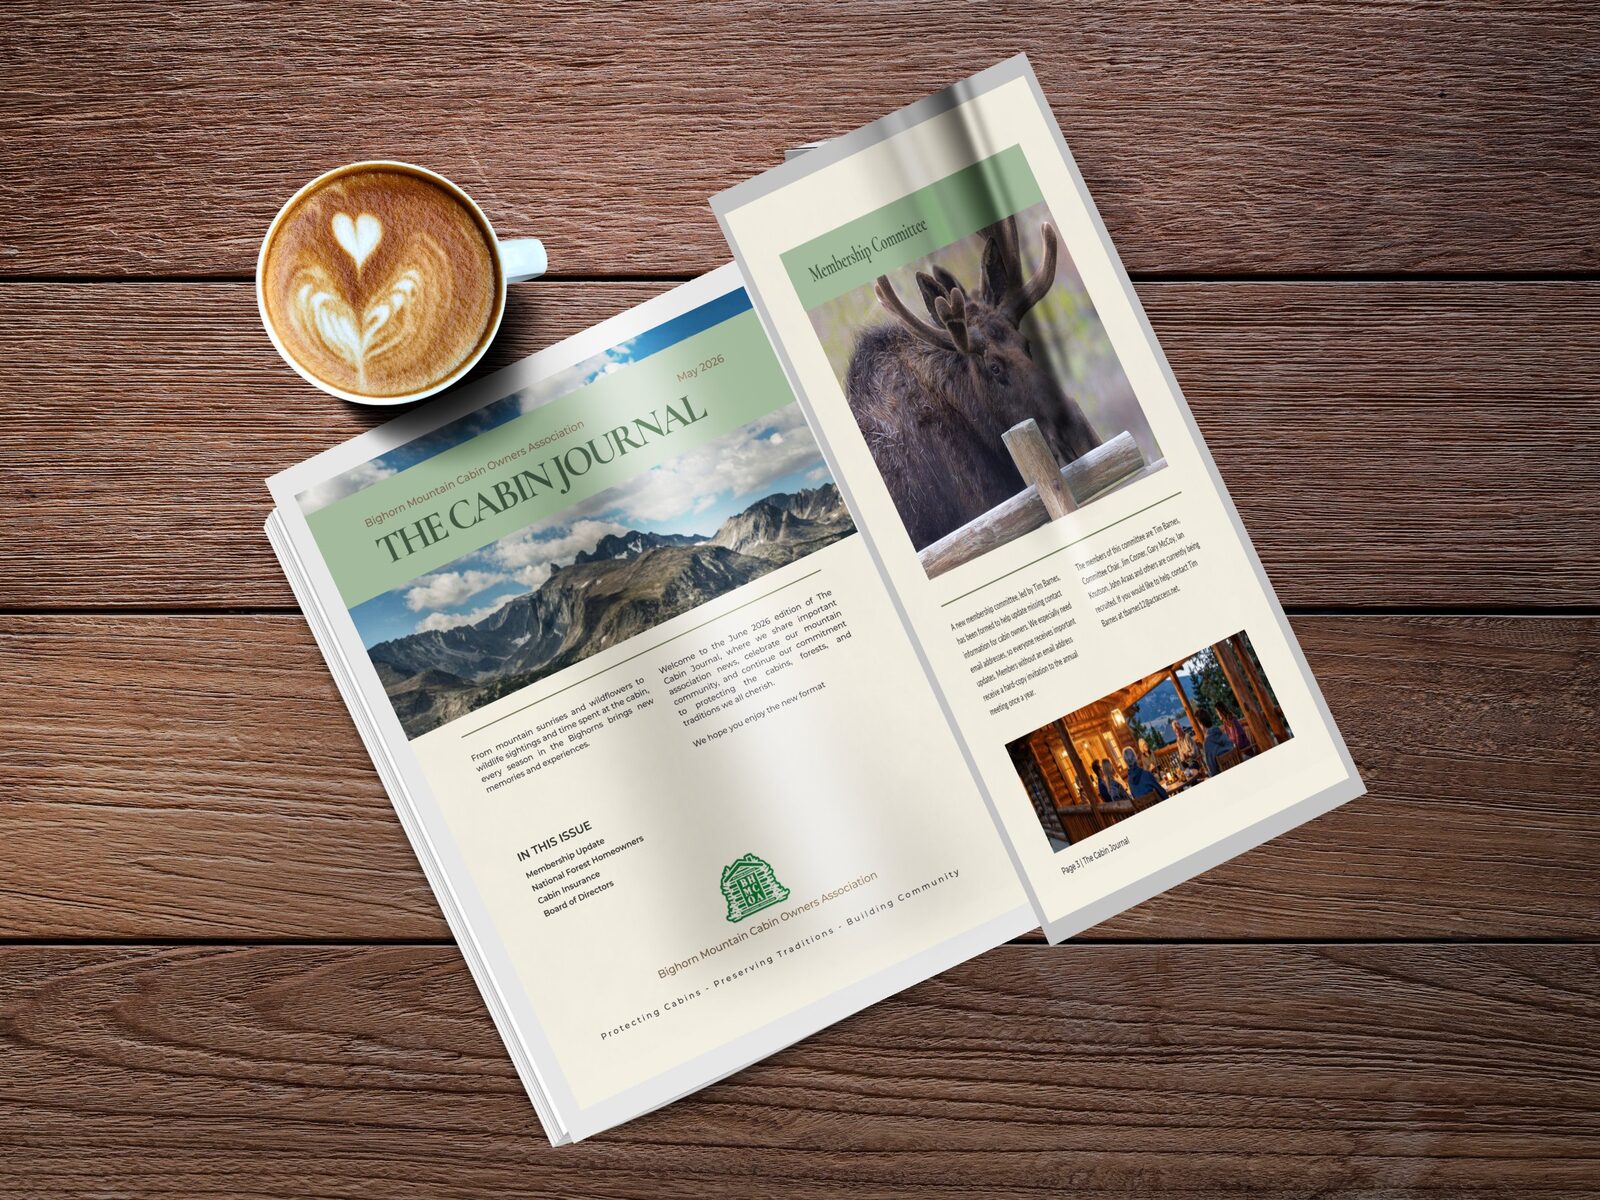 May 2026
Bighorn Mountain Cabin Owners Association
THE CABIN JOURNAL
From mountain sunrises and wildflowers to
wildlife sightings and time spent at the cabin,
every season in the Bighorns brings new
memories and experiences.
Welcome to the June 2026 edition of The
Cabin Journal, where we share important
association news, celebrate our mountain
community, and continue our commitment
to protecting the cabins, forests, and
traditions we all cherish.
We hope you enjoy the new format
IN THIS ISSUE
Membership Update
National Forest Homeowners
Cabin Insurance
Board of Directors
BH
MC
OA
Bighorn Mountain Cabin Owners Association
Protecting Cabins - Preserving Traditions - Building Community
Membership Committee
A new membership committee, led by Tim Barnes,
has been formed to help update missing contact
information for cabin owners. We especially need
email addresses, so everyone receives important
updates. Members without an email address
receive a hard-copy invitation to the annual
meeting once a year.
The members of this committee are Tim Barnes,
Committee Chair, Jim Cosner, Gary McCoy, Ian
Knutson, John Araas and others are currently being
recruited. If you would like to help, contact Tim
Barnes at tbarnes12@actaccess.net.
Page 3 | The Cabin Journal